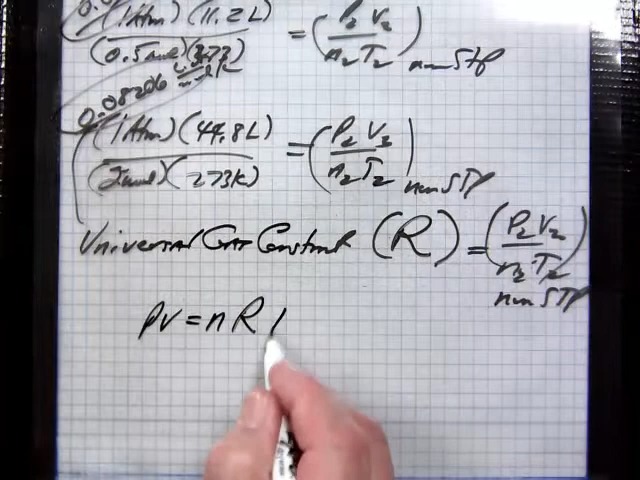 (1 Atm)(11.2 L) / (0.5 mol)(273) = (P₂ V₂ / n₂ T₂) non STP
0.08206
(1 Atm)(44.8 L) / (2 mol)(273 K) = (P₂ V₂ / n₂ T₂) non STP
Universal Gas Constant (R) = (P₂ V₂ / n₂ · T₂) non STP
PV = nR